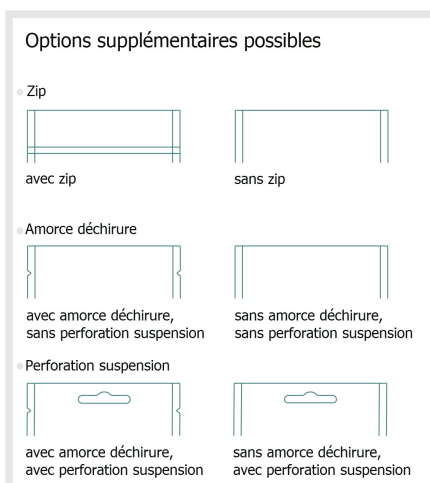 Options supplémentaires possibles
Zip
avec zip
sans zip
Amorce déchirure
avec amorce déchirure,
sans perforation suspension
sans amorce déchirure,
sans perforation suspension
Perforation suspension
avec amorce déchirure,
avec perforation suspension
sans amorce déchirure,
avec perforation suspension